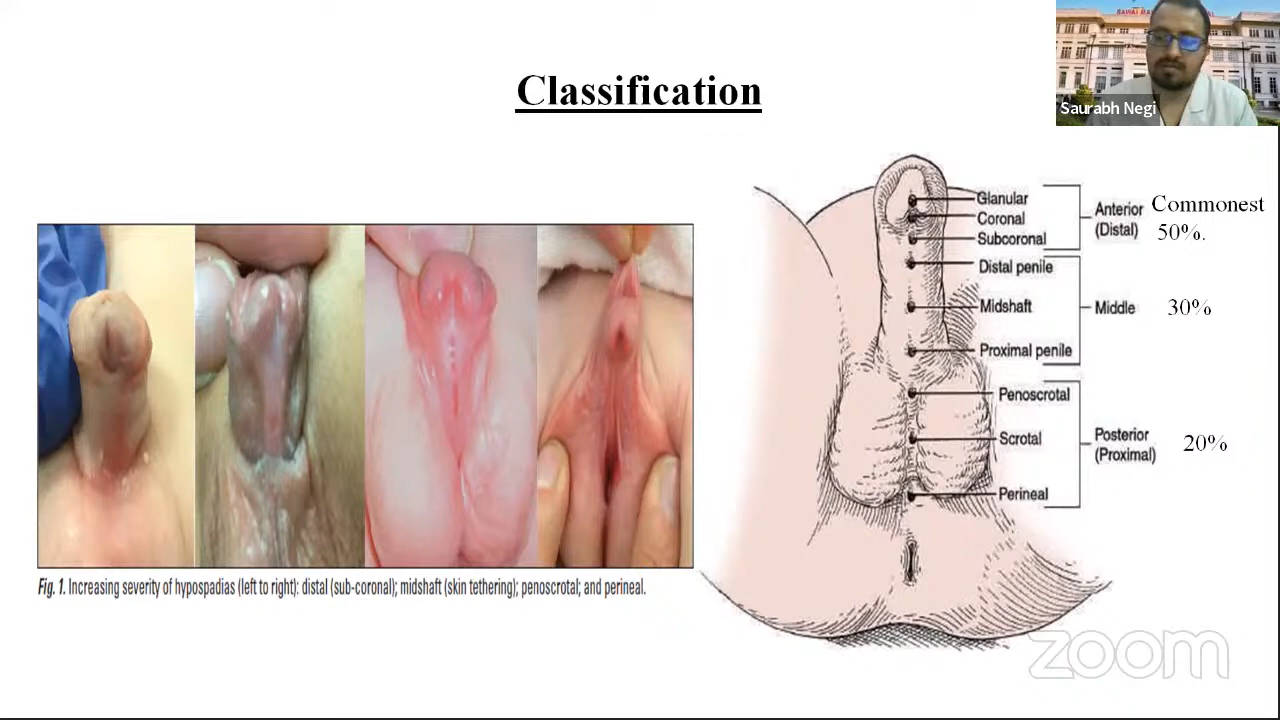 Classification
Saurabh Negi
Glanular
Coronal
Subcoronal
Anterior
(Distal)
Commonest
50%.
Distal penile
Midshaft
Proximal penile
Middle
30%
Penoscrotal
Scrotal
Perineal
Posterior
(Proximal)
20%
Fig. 1. Increasing severity of hypospadias (left to right): distal (sub-coronal); midshaft (skin tethering); penoscrotal; and perineal.
zoom